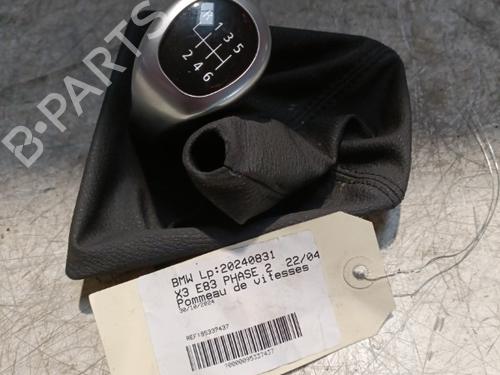 B-PARTS
1 3 5
2 4 6
BMW Lp:20240831
X3 E83 PHASE 2 22/04
Pommeau de vitesses
30/10/2024
REF:95337437
?0000095337437